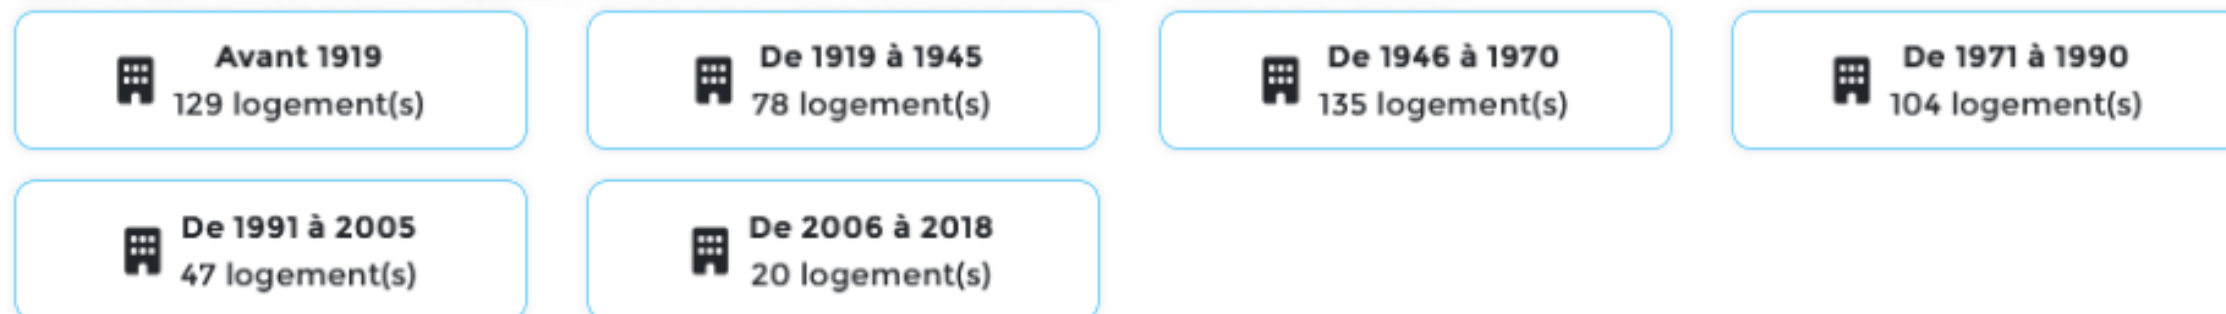 Avant 1919
129 logement(s)
De 1919 à 1945
78 logement(s)
De 1946 à 1970
135 logement(s)
De 1971 à 1990
104 logement(s)
De 1991 à 2005
47 logement(s)
De 2006 à 2018
20 logement(s)